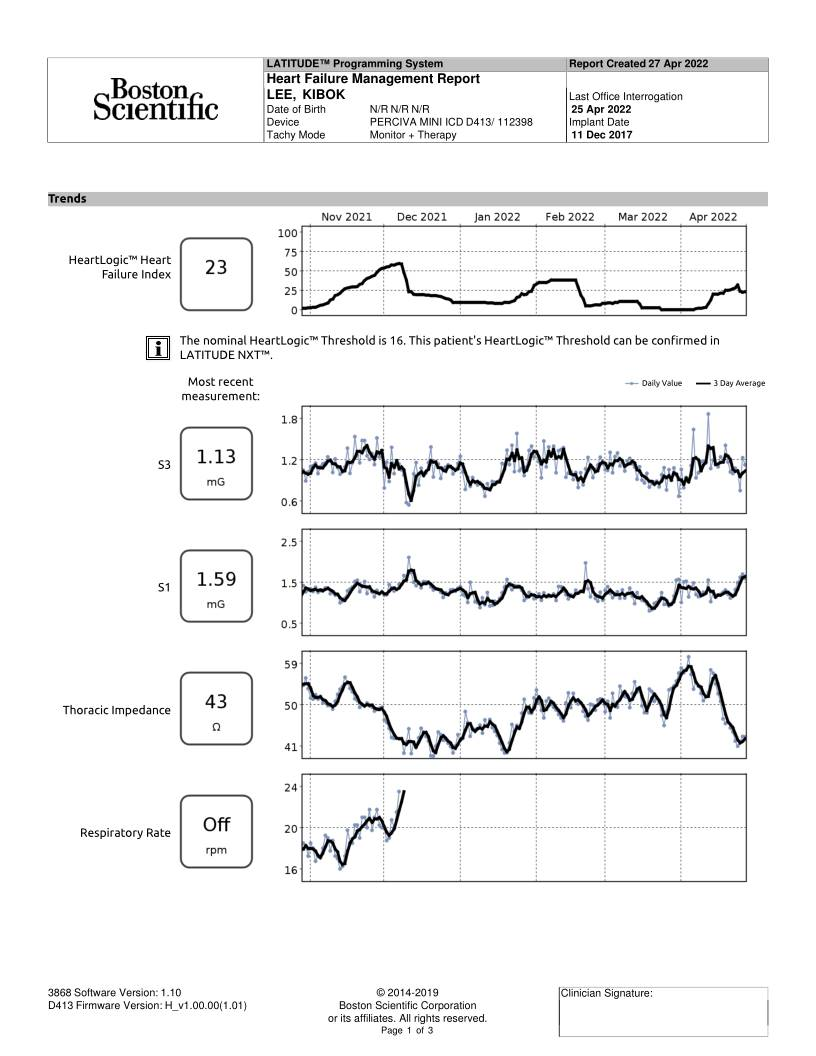 Boston
Scientific
LATITUDE™ Programming System
Report Created 27 Apr 2022
Heart Failure Management Report
LEE, KIBOK
Last Office Interrogation
Date of Birth N/R N/R N/R
25 Apr 2022
Device PERCIVA MINI ICD D413/ 112398
Implant Date
Tachy Mode Monitor + Therapy
11 Dec 2017
Trends
Nov 2021 Dec 2021 Jan 2022 Feb 2022 Mar 2022 Apr 2022
HeartLogic™ Heart
Failure Index
23
100
75
50
25
0
i
The nominal HeartLogic™ Threshold is 16. This patient's HeartLogic™ Threshold can be confirmed in
LATITUDE NXT™.
Most recent
measurement:
Daily Value 3 Day Average
S3
1.13
mG
1.8
1.2
0.6
S1
1.59
mG
2.5
1.5
0.5
Thoracic Impedance
43
Ω
59
50
41
Respiratory Rate
Off
rpm
24
20
16
3868 Software Version: 1.10
D413 Firmware Version: H_v1.00.00(1.01)
© 2014-2019
Boston Scientific Corporation
or its affiliates. All rights reserved.
Page 1 of 3
Clinician Signature: